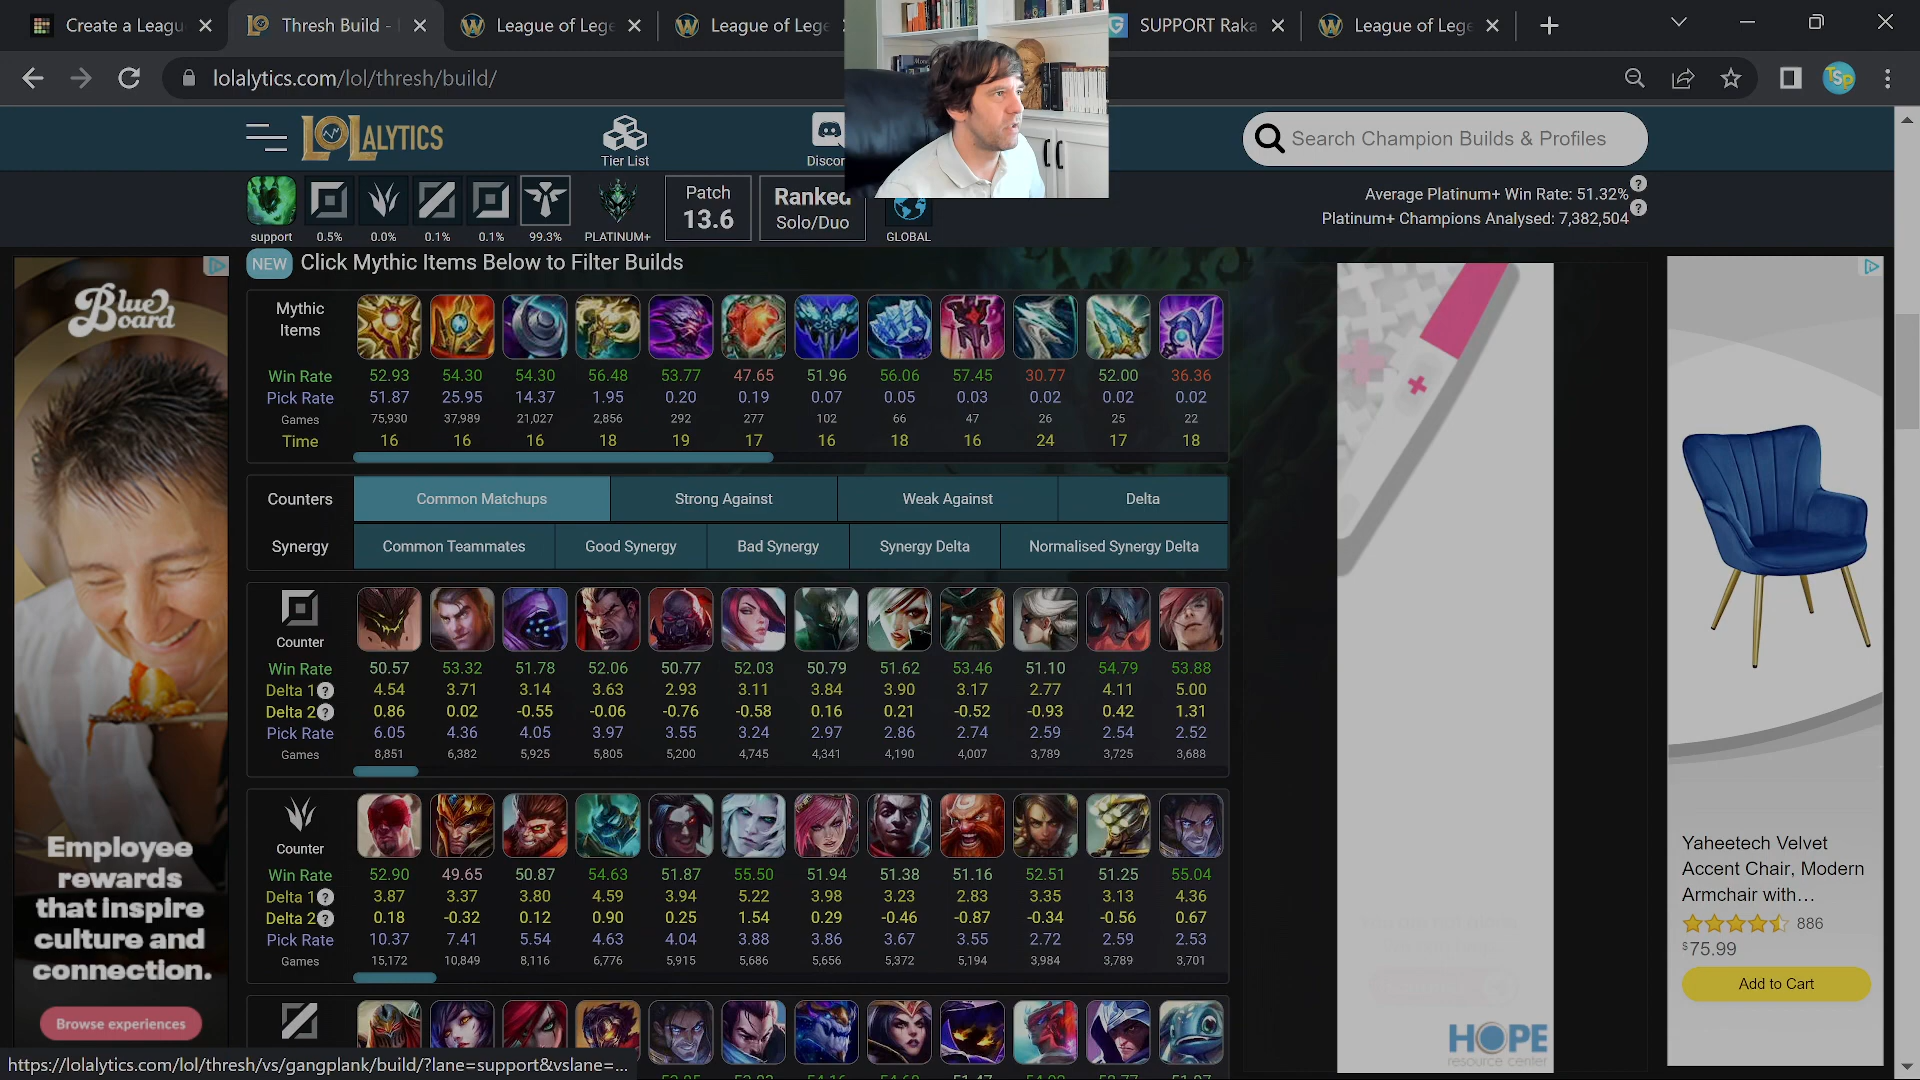 Create a Leagu
Thresh Build -
League of Lege
League of Lege
SUPPORT Raka
League of Lege
lolalytics.com/lol/thresh/build/
TSp
LOLALYTICS
Tier List
Discor
Search Champion Builds & Profiles
support
0.5%
0.0%
0.1%
0.1%
99.3%
PLATINUM+
Patch
13.6
Ranked
Solo/Duo
GLOBAL
Average Platinum+ Win Rate: 51.32% ?
Platinum+ Champions Analysed: 7,382,504 ?
NEW Click Mythic Items Below to Filter Builds
Mythic
Items
Win Rate 52.93 54.30 54.30 56.48 53.77 47.65 51.96 56.06 57.45 30.77 52.00 36.36
Pick Rate 51.87 25.95 14.37 1.95 0.20 0.19 0.07 0.05 0.03 0.02 0.02 0.02
Games 75,930 37,989 21,027 2,856 292 277 102 66 47 26 25 22
Time 16 16 16 18 19 17 16 18 16 24 17 18
Counters Common Matchups Strong Against Weak Against Delta
Synergy Common Teammates Good Synergy Bad Synergy Synergy Delta Normalised Synergy Delta
Counter
Win Rate 50.57 53.32 51.78 52.06 50.77 52.03 50.79 51.62 53.46 51.10 54.79 53.88
Delta 1 ? 4.54 3.71 3.14 3.63 2.93 3.11 3.84 3.90 3.17 2.77 4.11 5.00
Delta 2 ? 0.86 0.02 -0.55 -0.06 -0.76 -0.58 0.16 0.21 -0.52 -0.93 0.42 1.31
Pick Rate 6.05 4.36 4.05 3.97 3.55 3.24 2.97 2.86 2.74 2.59 2.54 2.52
Games 8,851 6,382 5,925 5,805 5,200 4,745 4,341 4,190 4,007 3,789 3,725 3,688
Counter
Win Rate 52.90 49.65 50.87 54.63 51.87 55.50 51.94 51.38 51.16 52.51 51.25 55.04
Delta 1 ? 3.87 3.37 3.80 4.59 3.94 5.22 3.98 3.23 2.83 3.35 3.13 4.36
Delta 2 ? 0.18 -0.32 0.12 0.90 0.25 1.54 0.29 -0.46 -0.87 -0.34 -0.56 0.67
Pick Rate 10.37 7.41 5.54 4.63 4.04 3.88 3.86 3.67 3.55 2.72 2.59 2.53
Games 15,172 10,849 8,116 6,776 5,915 5,686 5,656 5,372 5,194 3,984 3,789 3,701
https://lolalytics.com/lol/thresh/vs/gangplank/build/?lane=support&vslane=...
Blue
Board
Employee
rewards
that inspire
culture and
connection.
Browse experiences
HOPE
resource center
Yaheetech Velvet
Accent Chair, Modern
Armchair with...
886
$75.99
Add to Cart